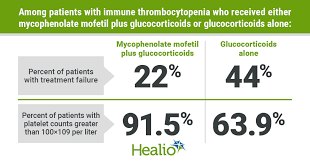 Among patients with immune thrombocytopenia who received either
mycophenolate mofetil plus glucocorticoids or glucocorticoids alone:
Mycophenolate mofetil
plus glucocorticoids
Glucocorticoids
alone
Percent of patients
with treatment failure
22%
44%
Percent of patients with
platelet counts greater
than 100×109 per liter
91.5%
63.9%
Healio